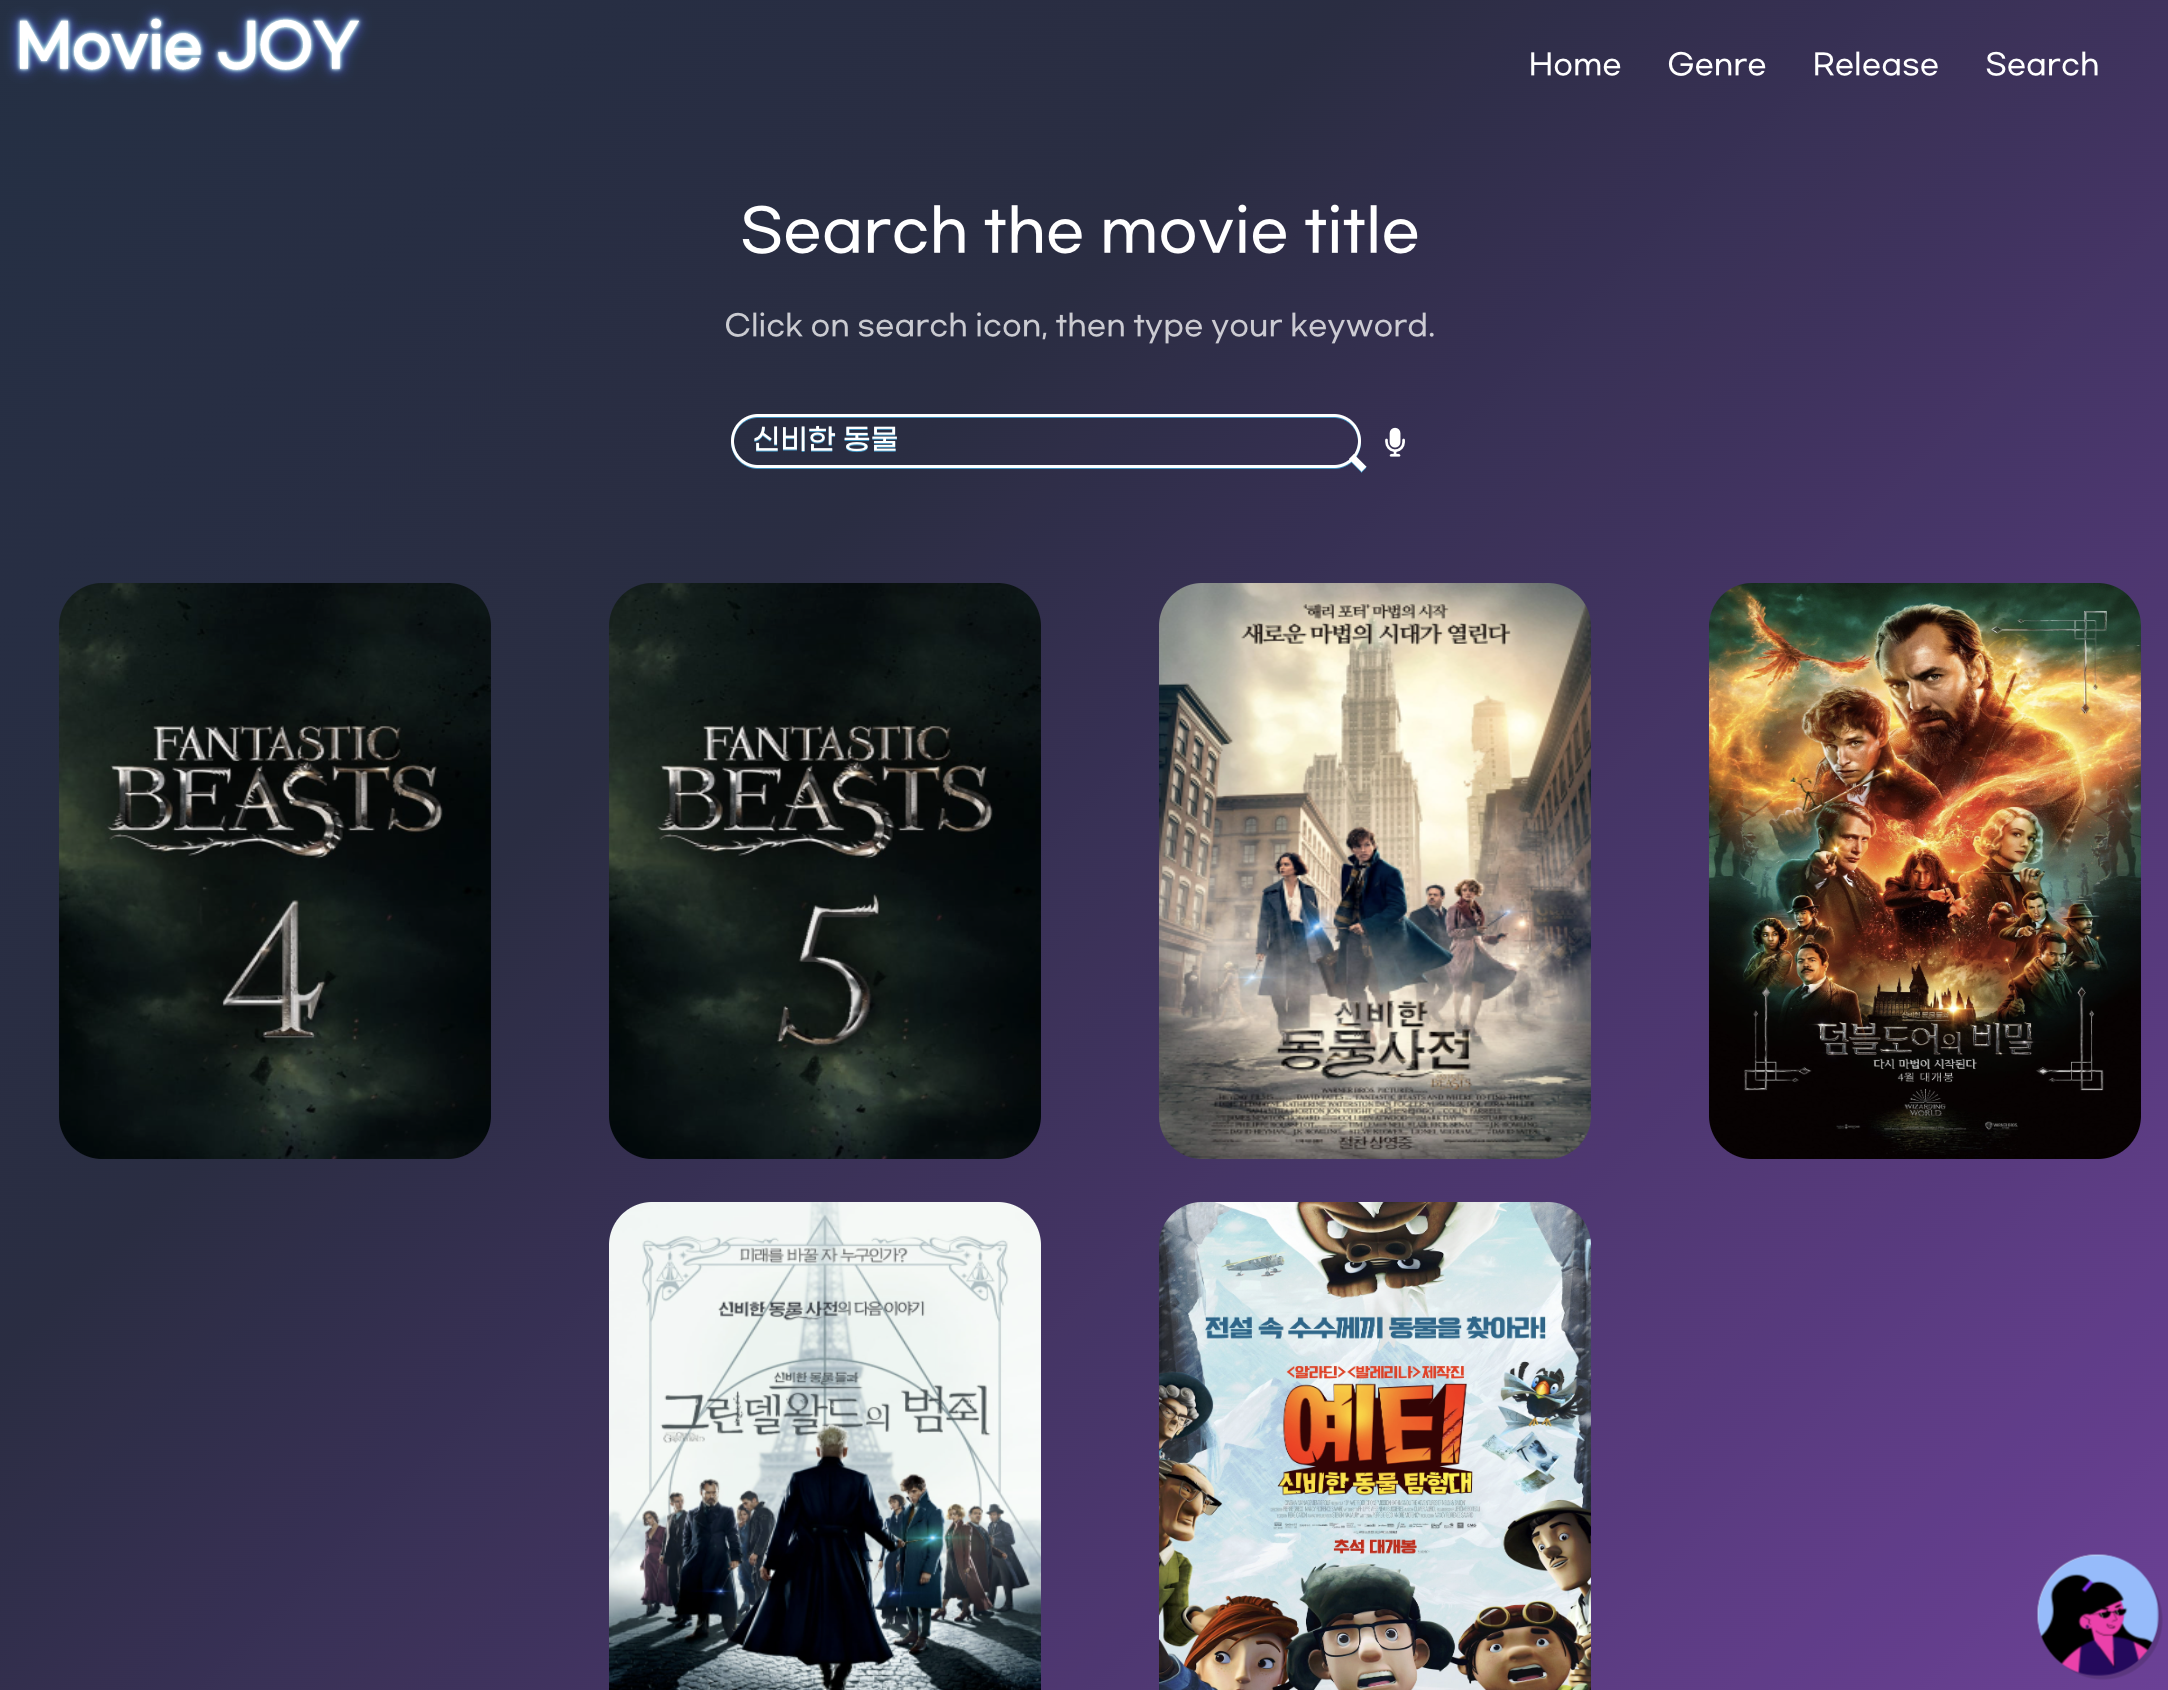 Movie JOY
Home Genre Release Search
Search the movie title
Click on search icon, then type your keyword.
신비한 동물
FANTASTIC
BEASTS
4
FANTASTIC
BEASTS
5
‘해리 포터’ 마법의 시작
새로운 마법의 시대가 열린다
신비한
동물사전
WARNER BROS. PICTURES
절찬상영중
덤블도어의 비밀
다시 마법이 시작된다
4월 대개봉
WIZARDING
WORLD
미래를 바꿀 자 누구인가?
신비한 동물 사전의 다음 이야기
신비한 동물들과
그린델왈드의 범죄
전설 속 수수께끼 동물을 찾아라!
<알라딘><발레리나> 제작진
예티
신비한 동물 탐험대
추석 대개봉